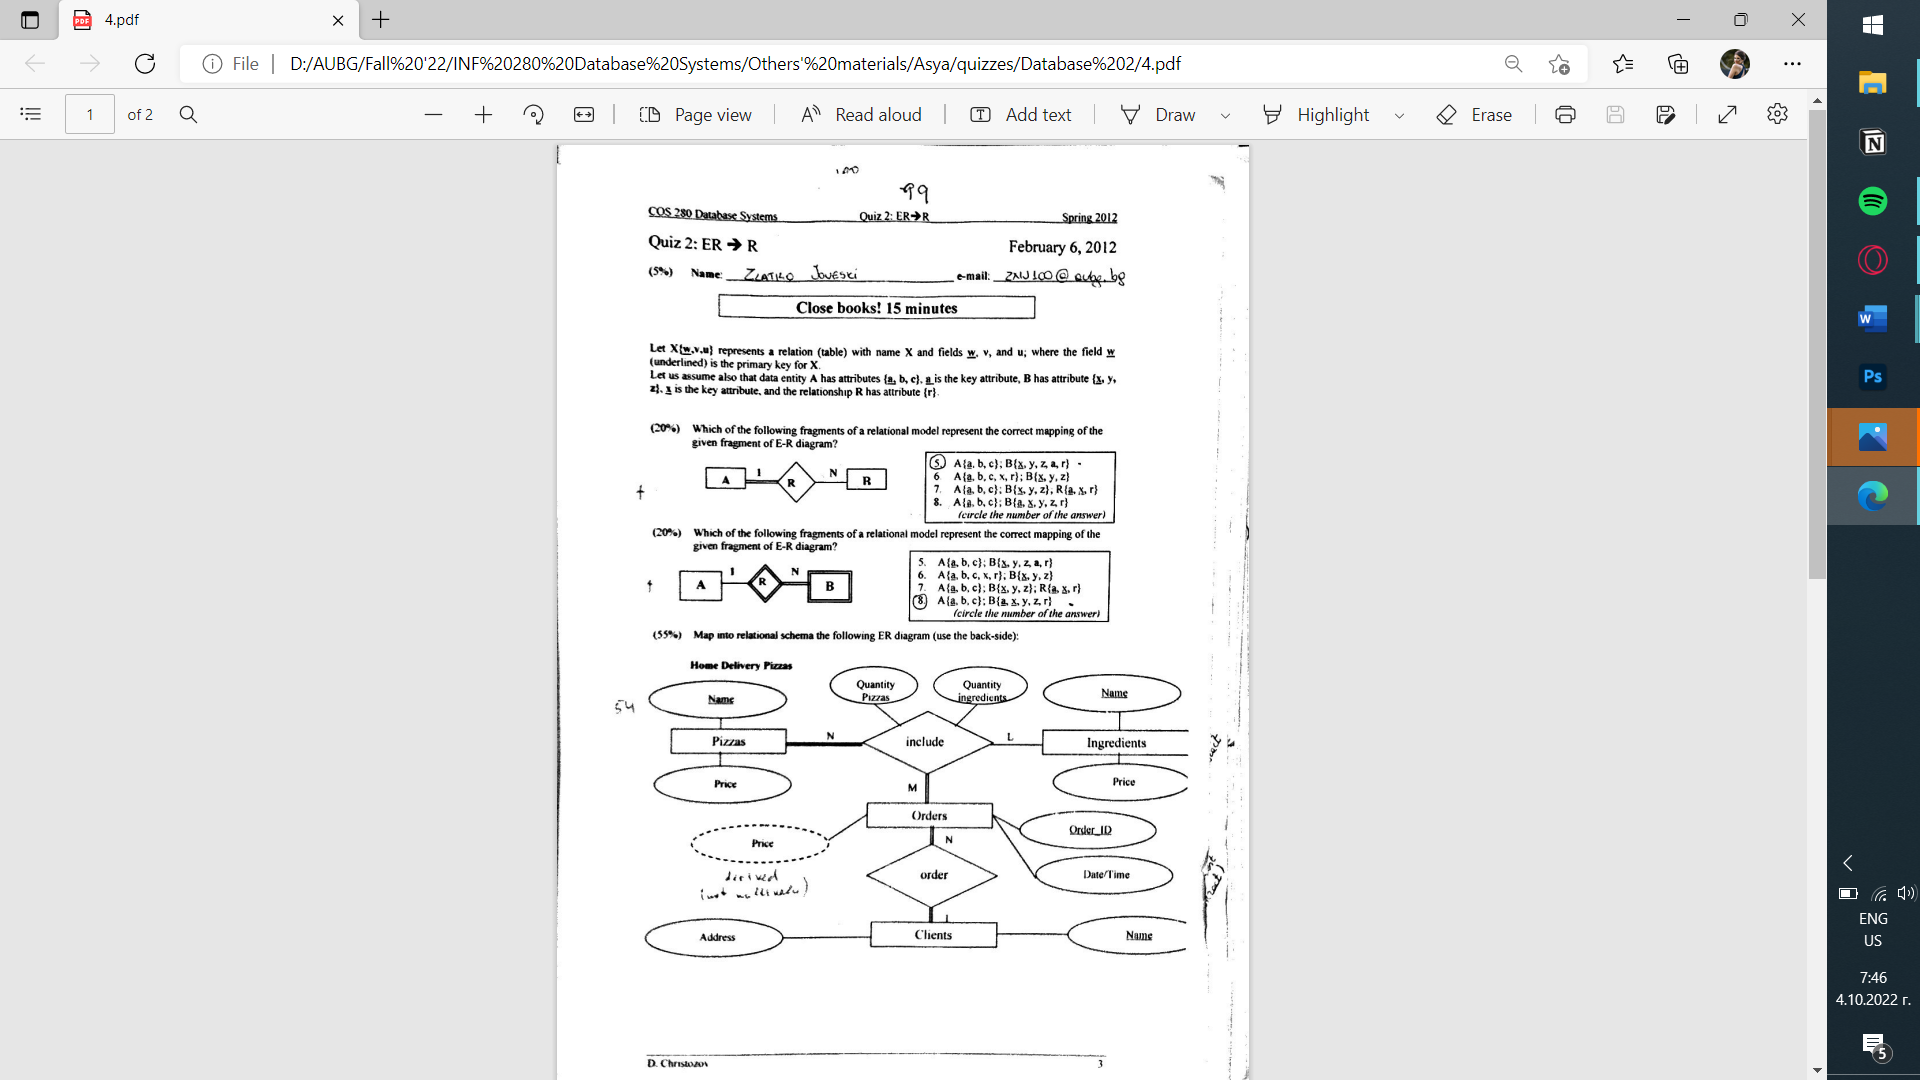 4.pdf
File
D:/AUBG/Fall%20'22/INF%20280%20Database%20Systems/Others'%20materials/Asya/quizzes/Database%202/4.pdf
1 of 2 Page view Read aloud Add text Draw Highlight Erase
100
99
COS 280 Database Systems Quiz 2: ER➔R Spring 2012
Quiz 2: ER ➔ R February 6, 2012
(5%) Name: ZLATKO JOVESKI e-mail: ZNJ100@aubg.bg
Close books! 15 minutes
Let X{w,v,u} represents a relation (table) with name X and fields w, v, and u; where the field w
(underlined) is the primary key for X.
Let us assume also that data entity A has attributes {a, b, c}, a is the key attribute, B has attribute {x, y,
z}, x is the key attribute, and the relationship R has attribute {r}.
(20%) Which of the following fragments of a relational model represent the correct mapping of the
given fragment of E-R diagram?
A 1 R N B
5. A{a, b, c}; B{x, y, z, a, r}
6. A{a, b, c, x, r}; B{x, y, z}
7. A{a, b, c}; B{x, y, z}, R{a, x, r}
8. A{a, b, c}; B{a, x, y, z, r}
(circle the number of the answer)
(20%) Which of the following fragments of a relational model represent the correct mapping of the
given fragment of E-R diagram?
A 1 R N B
5. A{a, b, c}; B{x, y, z, a, r}
6. A{a, b, c, x, r}; B{x, y, z}
7. A{a, b, c}; B{x, y, z}; R{a, x, r}
8. A{a, b, c}; B{a, x, y, z, r}
(circle the number of the answer)
(55%) Map into relational schema the following ER diagram (use the back-side):
Home Delivery Pizzas
54
Name
Quantity
Pizzas
Quantity
ingredients
Name
Pizzas N include L Ingredients
Price
Price
M
Orders
Order_ID
Price
N
derived
order
Date/Time
1
Address Clients Name
D. Christozov 3
ENG
US
7:46
4.10.2022 г.
5